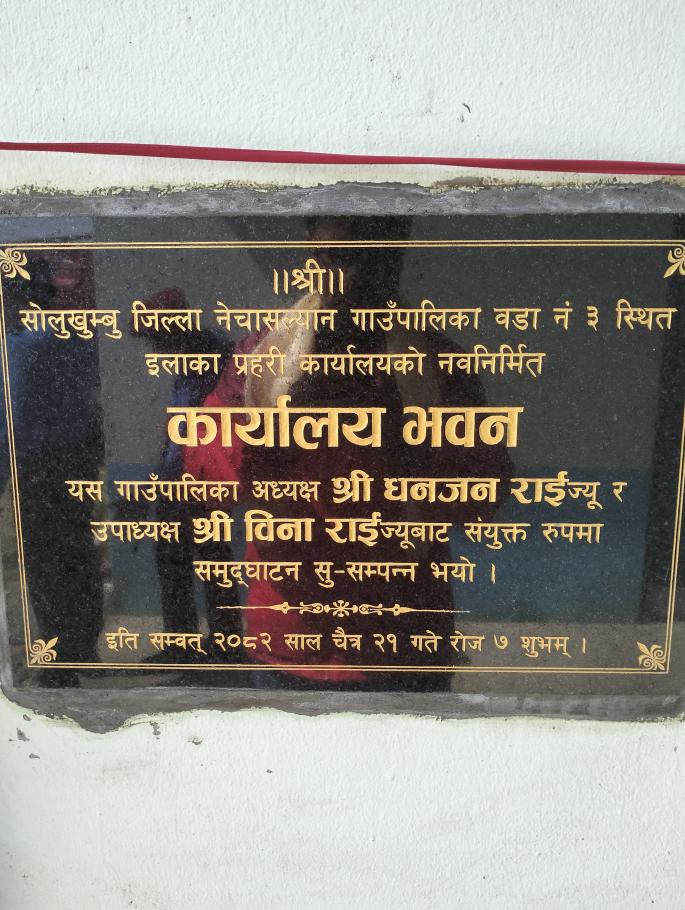 ।।श्री।।
सोलुखुम्बु जिल्ला नेचासल्यान गाउँपालिका वडा नं ३ स्थित
इलाका प्रहरी कार्यालयको नवनिर्मित
कार्यालय भवन
यस गाउँपालिका अध्यक्ष श्री धनजन राईज्यू र
उपाध्यक्ष श्री विना राईज्यूबाट संयुक्त रुपमा
समुद्घाटन सु-सम्पन्न भयो ।
इति सम्वत् २०८२ साल चैत्र २१ गते रोज ७ शुभम् ।